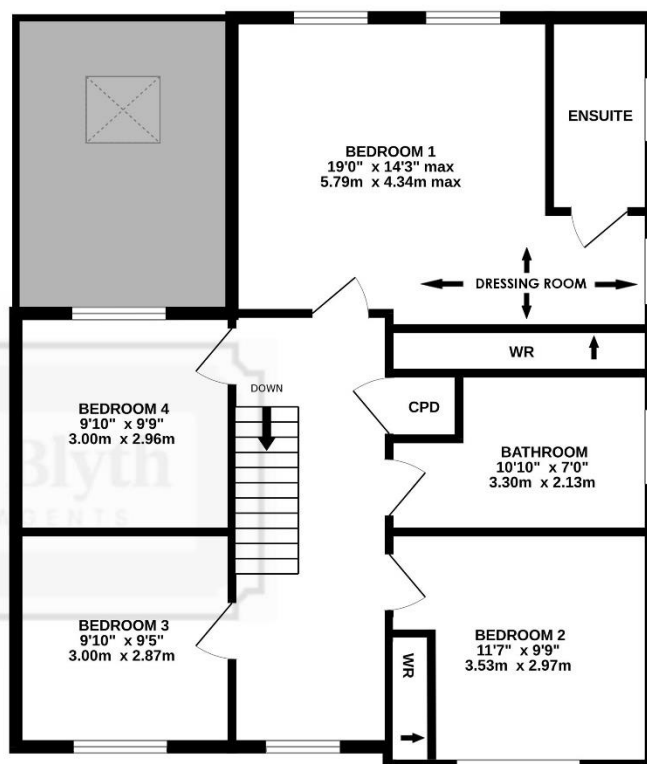 ENSUITE
BEDROOM 1
19'0" x 14'3" max
5.79m x 4.34m max
DRESSING ROOM
WR
DOWN
CPD
BEDROOM 4
9'10" x 9'9"
3.00m x 2.96m
BATHROOM
10'10" x 7'0"
3.30m x 2.13m
Blyth
AGENTS
BEDROOM 3
9'10" x 9'5"
3.00m x 2.87m
BEDROOM 2
11'7" x 9'9"
3.53m x 2.97m
WR